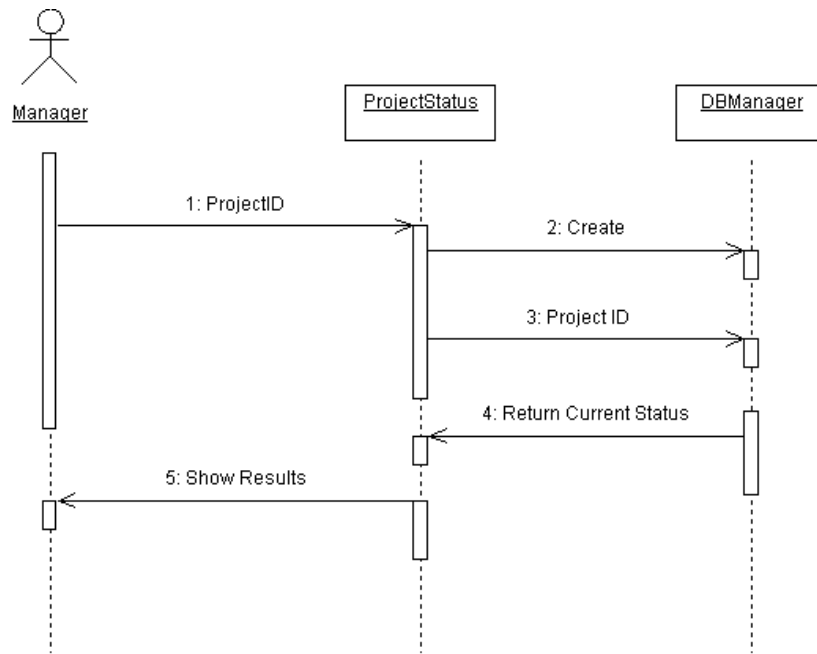 Manager
ProjectStatus
DBManager
1: ProjectID
2: Create
3: Project ID
4: Return Current Status
5: Show Results